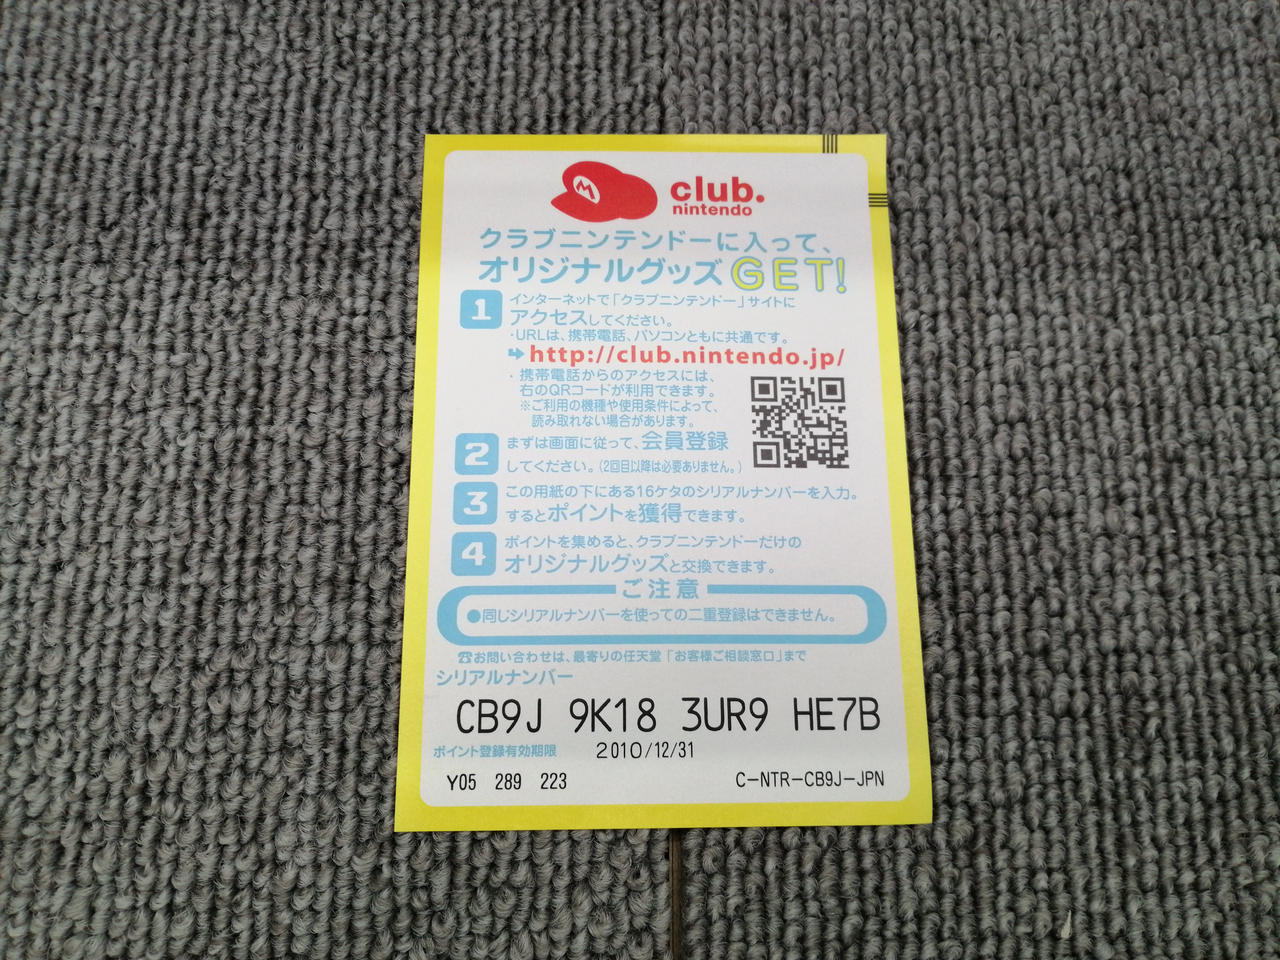 M
club.
nintendo
クラブニンテンドーに入って、
オリジナルグッズGET!
1 インターネットで「クラブニンテンドー」サイトに
アクセスしてください。
・URLは、携帯電話、パソコンともに共通です。
➡http://club.nintendo.jp/
・携帯電話からのアクセスには、
右のQRコードが利用できます。
※ご利用の機種や使用条件によって、
読み取れない場合があります。
2 まずは画面に従って、会員登録
してください。(2回目以降は必要ありません。)
3 この用紙の下にある16ケタのシリアルナンバーを入力。
するとポイントを獲得できます。
4 ポイントを集めると、クラブニンテンドーだけの
オリジナルグッズと交換できます。
ご注意
●同じシリアルナンバーを使っての二重登録はできません。
☎お問い合わせは、最寄りの任天堂「お客様ご相談窓口」まで
シリアルナンバー
CB9J 9K18 3UR9 HE7B
ポイント登録有効期限 2010/12/31
Y05 289 223 C-NTR-CB9J-JPN